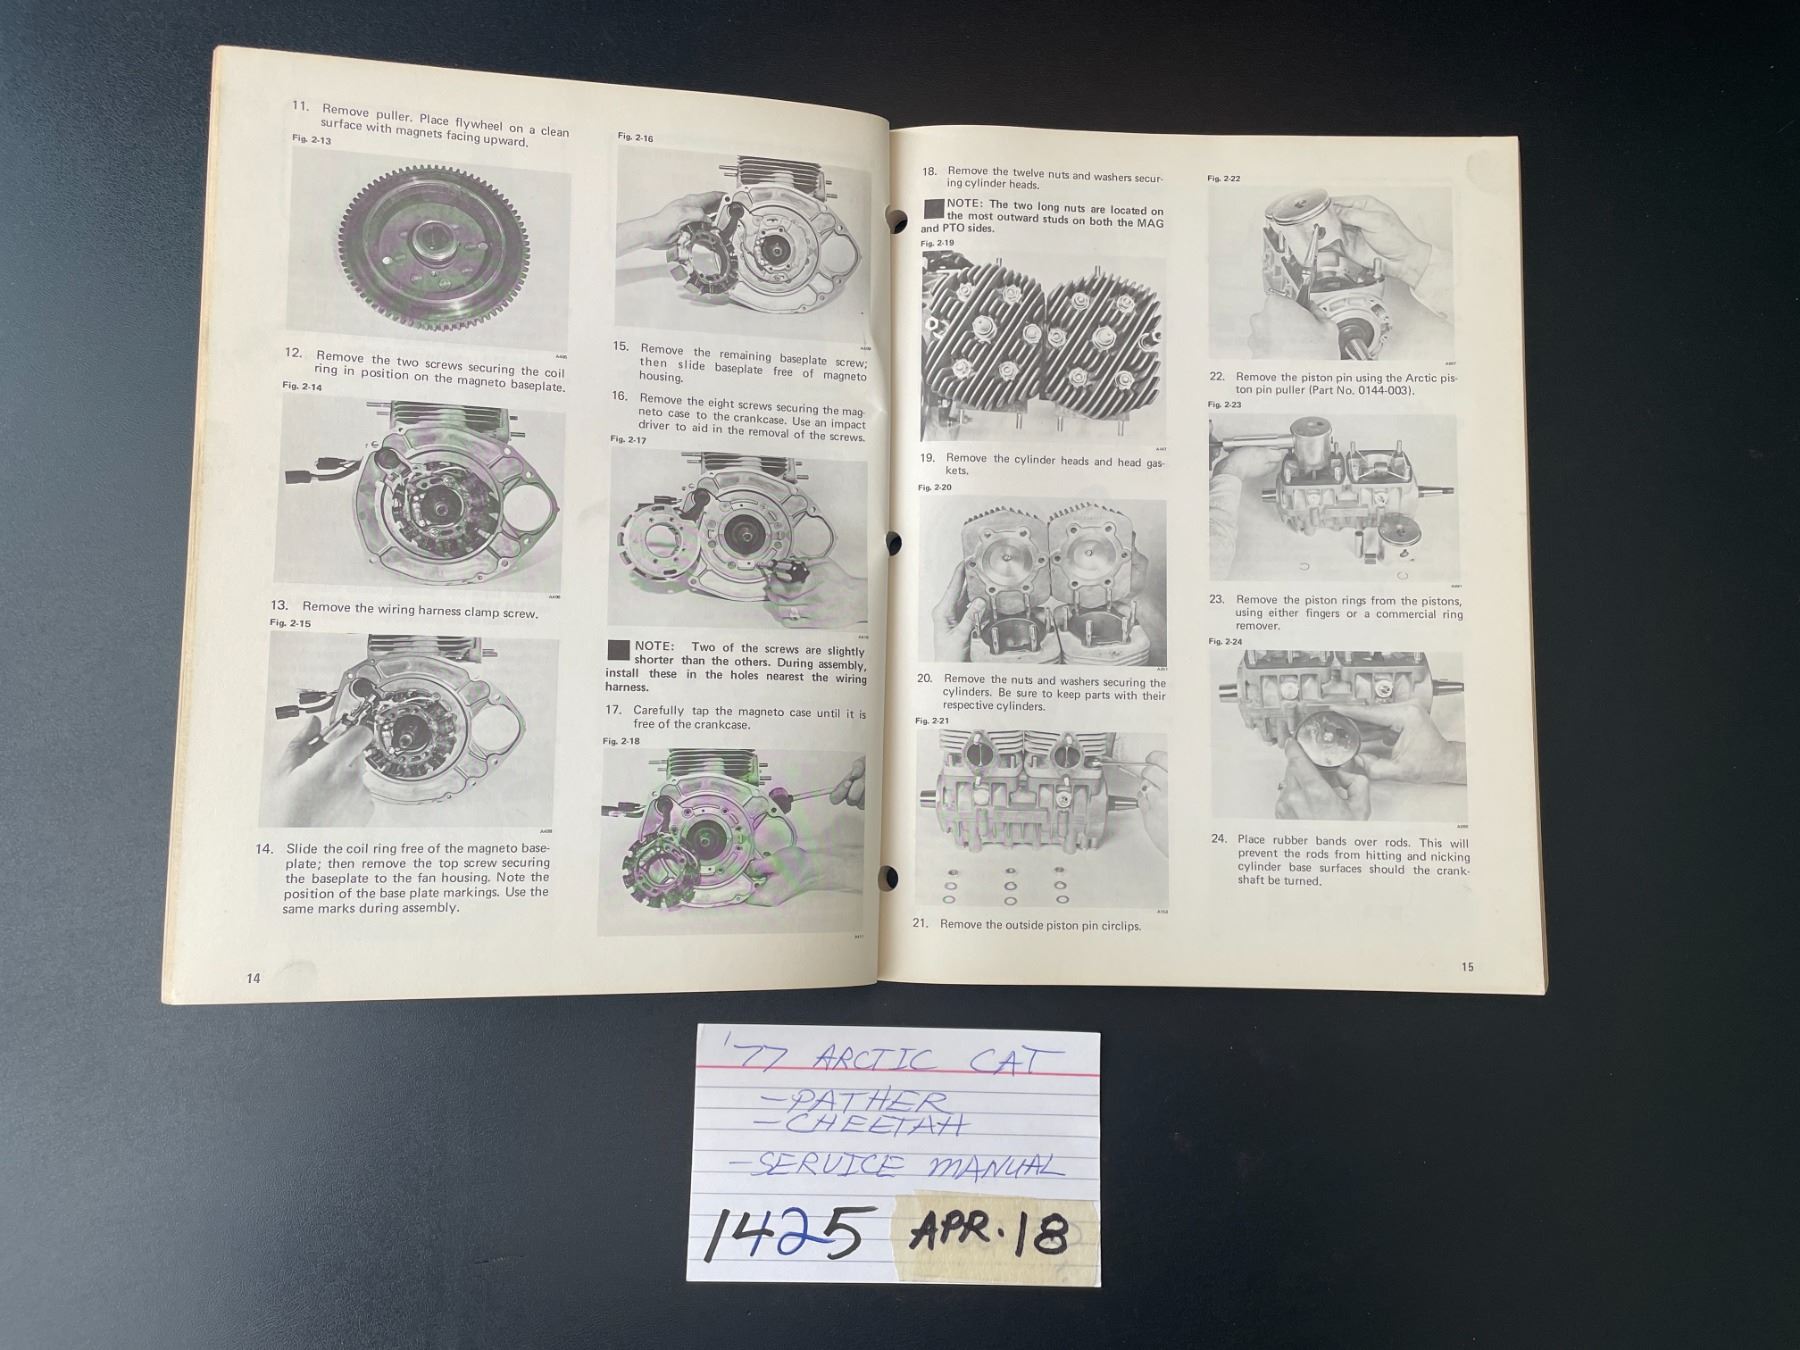 11. Remove puller. Place flywheel on a clean
surface with magnets facing upward.
Fig. 2-13
12. Remove the two screws securing the coil
ring in position on the magneto baseplate.
Fig. 2-14
13. Remove the wiring harness clamp screw.
Fig. 2-15
14. Slide the coil ring free of the magneto base-
plate; then remove the top screw securing
the baseplate to the fan housing. Note the
position of the base plate markings. Use the
same marks during assembly.
14
Fig. 2-16
15. Remove the remaining baseplate screw;
then slide baseplate free of magneto
housing.
16. Remove the eight screws securing the mag-
neto case to the crankcase. Use an impact
driver to aid in the removal of the screws.
Fig. 2-17
NOTE: Two of the screws are slightly
shorter than the others. During assembly,
install these in the holes nearest the wiring
harness.
17. Carefully tap the magneto case until it is
free of the crankcase.
Fig. 2-18
18. Remove the twelve nuts and washers secur-
ing cylinder heads.
NOTE: The two long nuts are located on
the most outward studs on both the MAG
and PTO sides.
Fig. 2-19
19. Remove the cylinder heads and head gas-
kets.
Fig. 2-20
20. Remove the nuts and washers securing the
cylinders. Be sure to keep parts with their
respective cylinders.
Fig. 2-21
21. Remove the outside piston pin circlips.
Fig. 2-22
22. Remove the piston pin using the Arctic pis-
ton pin puller (Part No. 0144-003).
Fig. 2-23
23. Remove the piston rings from the pistons,
using either fingers or a commercial ring
remover.
Fig. 2-24
24. Place rubber bands over rods. This will
prevent the rods from hitting and nicking
cylinder base surfaces should the crank-
shaft be turned.
15
'77 ARCTIC CAT
-PATHER
-CHEETAH
-SERVICE MANUAL
1425 APR. 18